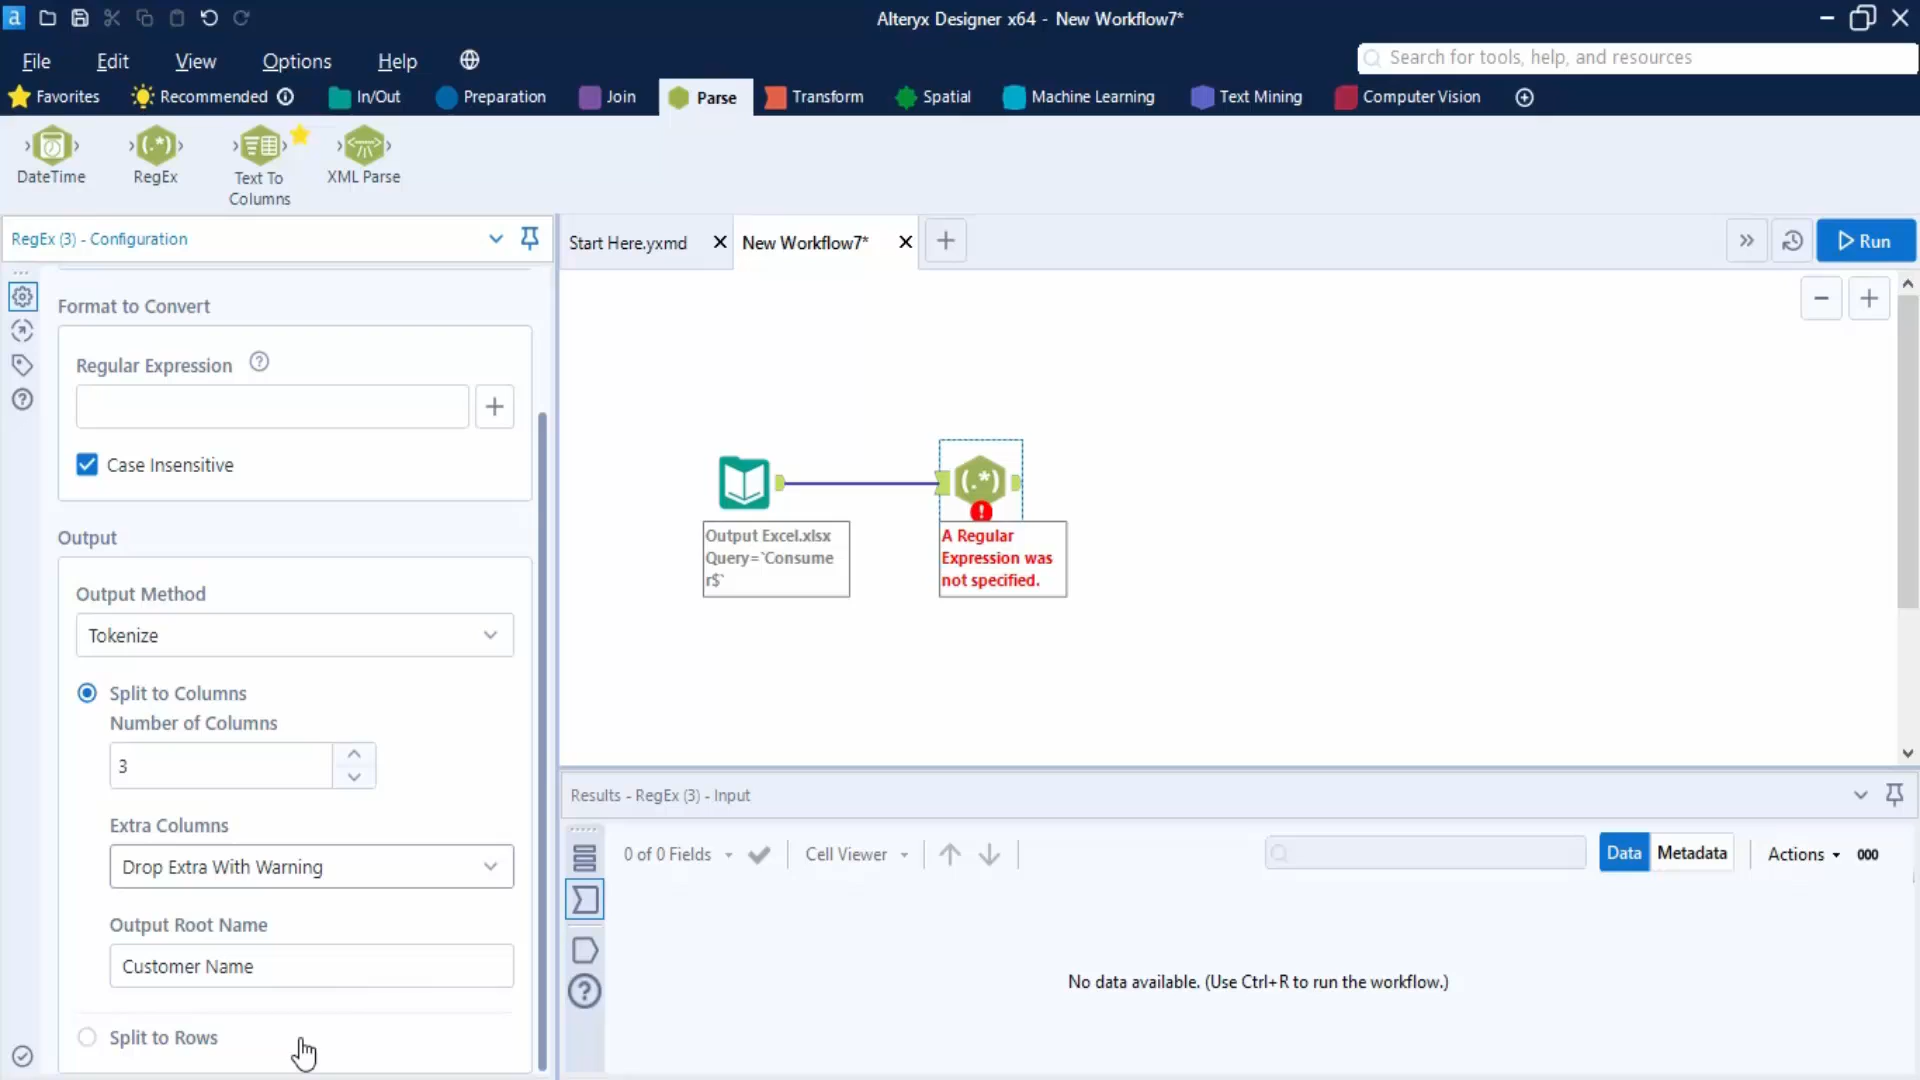 a
Alteryx Designer x64 - New Workflow7*
File
Edit
View
Options
Help
Search for tools, help, and resources
Favorites
Recommended
In/Out
Preparation
Join
Parse
Transform
Spatial
Machine Learning
Text Mining
Computer Vision
(.*)
DateTime
RegEx
Text To
Columns
XML Parse
RegEx (3) - Configuration
Start Here.yxmd
New Workflow7*
Run
Format to Convert
Regular Expression
Case Insensitive
Output
Output Method
Tokenize
Split to Columns
Number of Columns
3
Extra Columns
Drop Extra With Warning
Output Root Name
Customer Name
Split to Rows
(.*)
!
Output Excel.xlsx
Query=`Consume
r$`
A Regular
Expression was
not specified.
Results - RegEx (3) - Input
0 of 0 Fields
Cell Viewer
Data
Metadata
Actions
000
No data available. (Use Ctrl+R to run the workflow.)